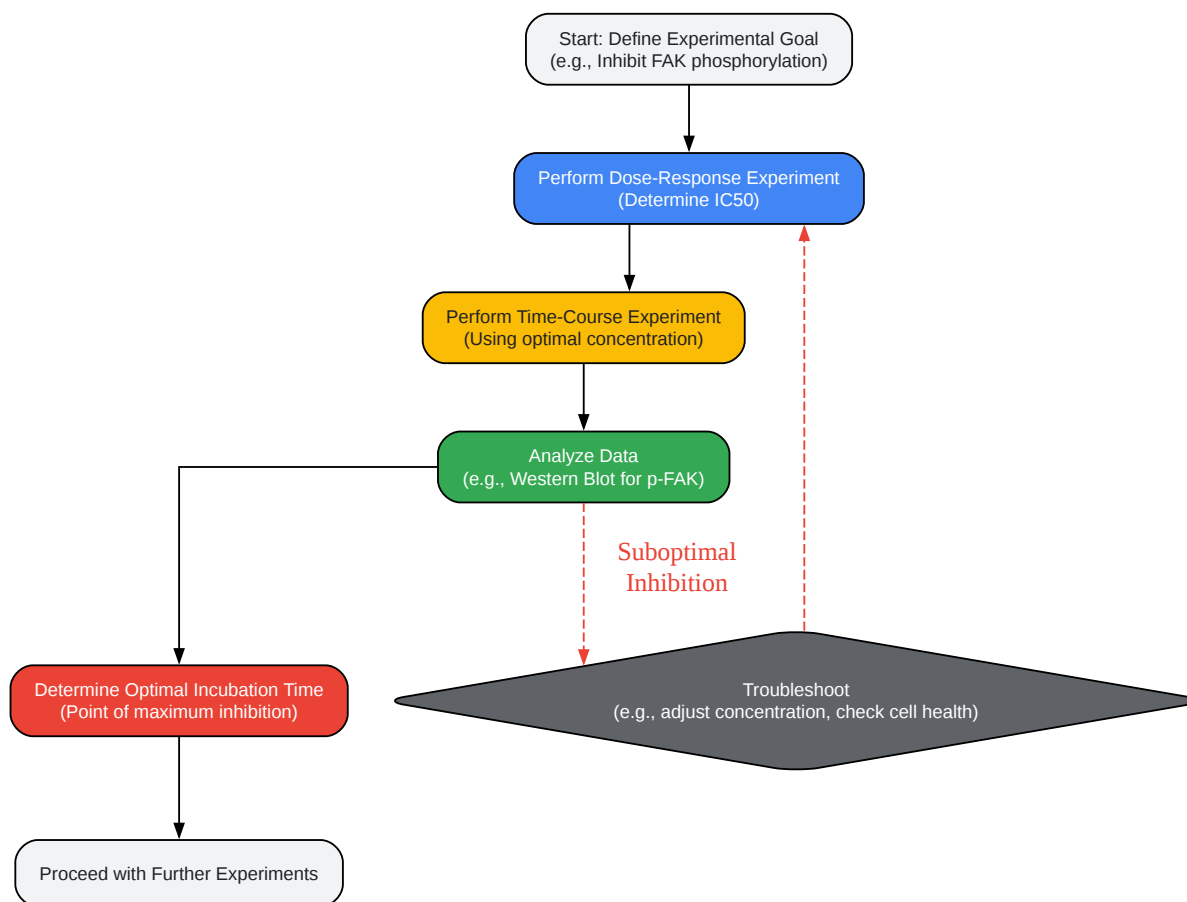 Start: Define Experimental Goal
(e.g., Inhibit FAK phosphorylation)
Perform Dose-Response Experiment
(Determine IC50)
Perform Time-Course Experiment
(Using optimal concentration)
Analyze Data
(e.g., Western Blot for p-FAK)
Suboptimal
Inhibition
Determine Optimal Incubation Time
(Point of maximum inhibition)
Troubleshoot
(e.g., adjust concentration, check cell health)
Proceed with Further Experiments